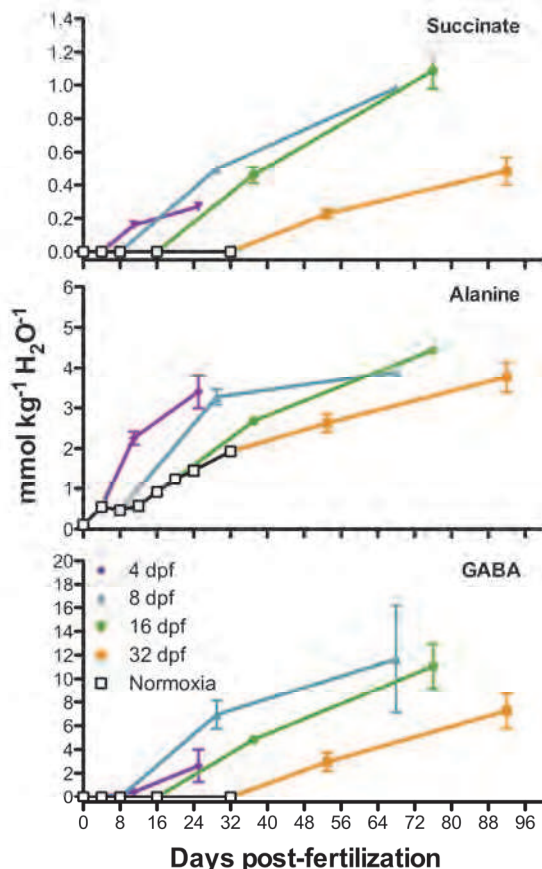 Succinate
1.4
1.2
1.0
0.8
0.6
0.4
0.2
0.0
Alanine
6
5
4
3
2
1
0
mmol kg-1 H2O-1
GABA
20
18
16
14
12
10
8
6
4
2
0
4 dpf
8 dpf
16 dpf
32 dpf
Normoxia
0 8 16 24 32 40 48 56 64 72 80 88 96
Days post-fertilization